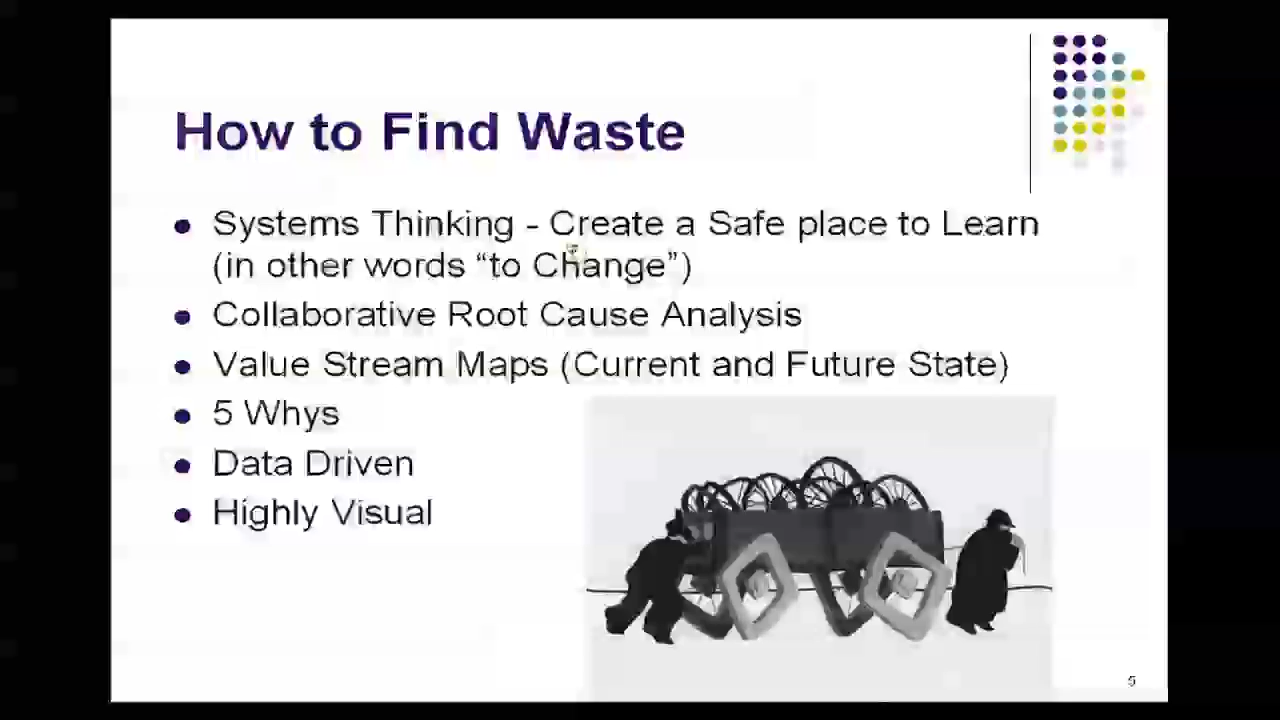 How to Find Waste
Systems Thinking - Create a Safe place to Learn
(in other words “to Change”)
Collaborative Root Cause Analysis
Value Stream Maps (Current and Future State)
5 Whys
Data Driven
Highly Visual
5